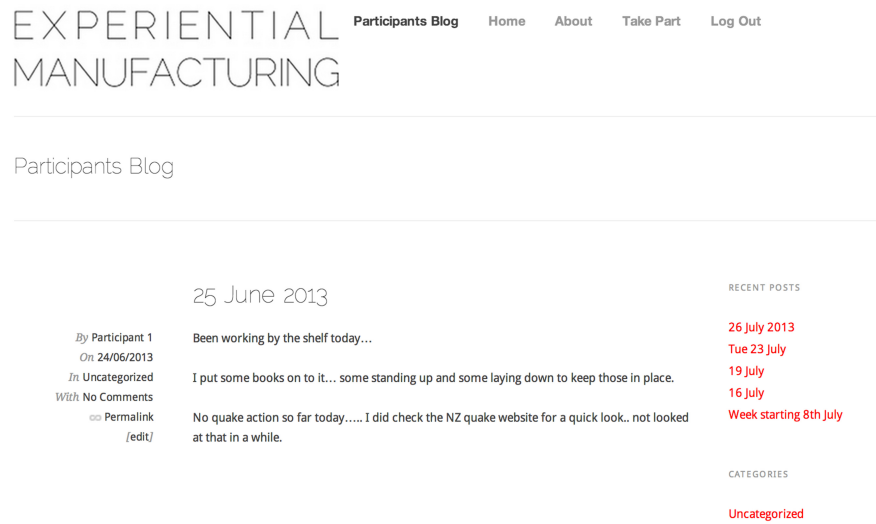 EXPERIENTIAL
MANUFACTURING
Participants Blog Home About Take Part Log Out
Participants Blog
25 June 2013
By Participant 1
On 24/06/2013
In Uncategorized
With No Comments
Permalink
[edit]
Been working by the shelf today…
I put some books on to it… some standing up and some laying down to keep those in place.
No quake action so far today….. I did check the NZ quake website for a quick look.. not looked
at that in a while.
RECENT POSTS
26 July 2013
Tue 23 July
19 July
16 July
Week starting 8th July
CATEGORIES
Uncategorized